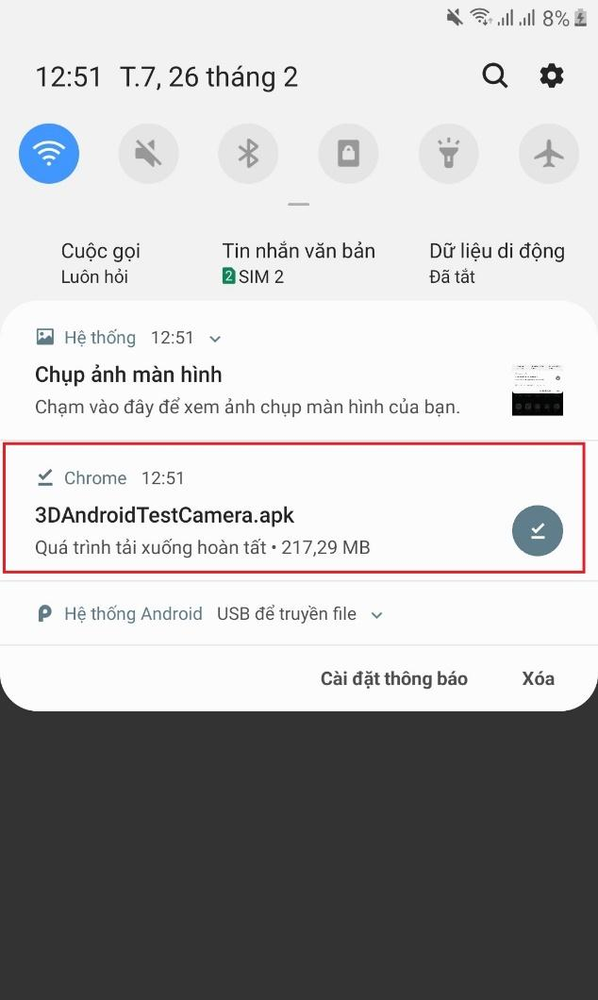 8%
12:51 T.7, 26 tháng 2
Cuộc gọi Tin nhắn văn bản Dữ liệu di động
Luôn hỏi 2 SIM 2 Đã tắt
Hệ thống 12:51
Chụp ảnh màn hình
Chạm vào đây để xem ảnh chụp màn hình của bạn.
Chrome 12:51
3DAndroidTestCamera.apk
Quá trình tải xuống hoàn tất • 217,29 MB
Hệ thống Android USB để truyền file
Cài đặt thông báo Xóa